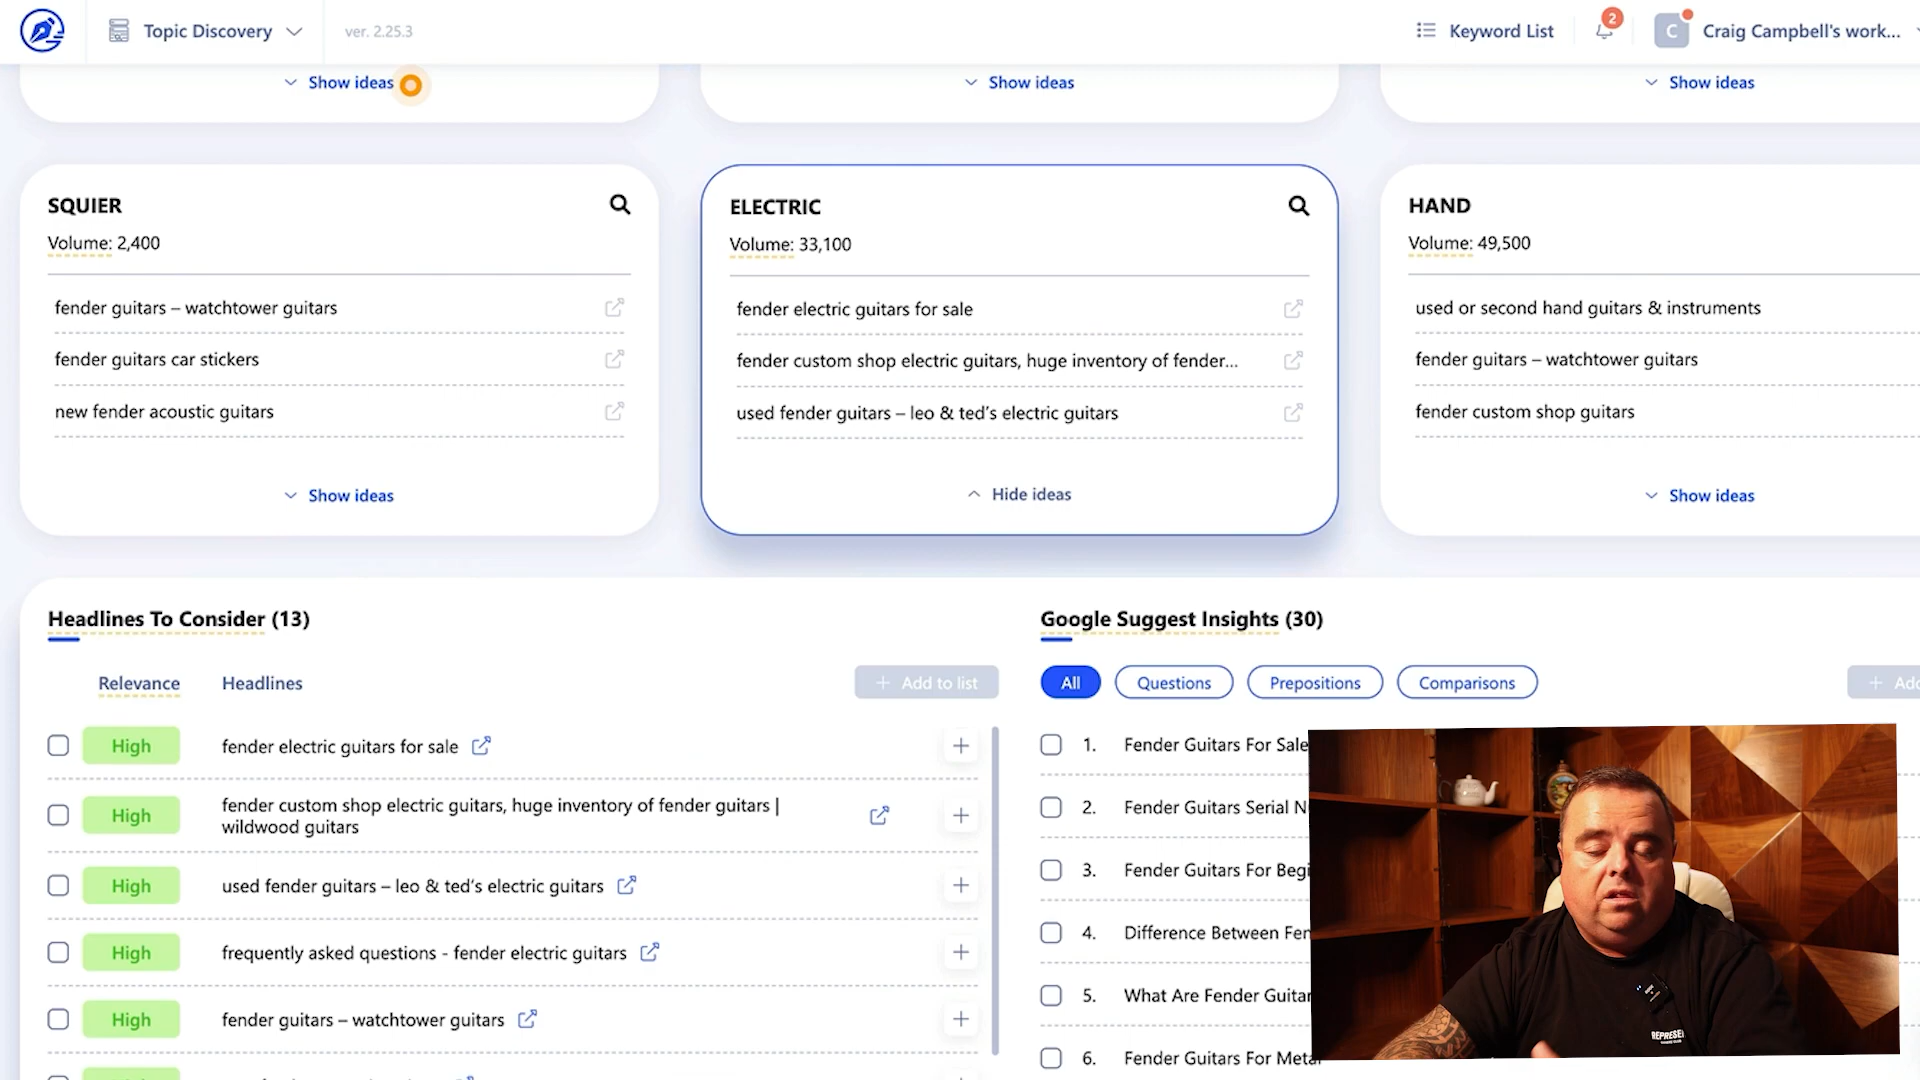 Topic Discovery
ver. 2.25.3
Keyword List
2
C
Craig Campbell's work...
Show ideas
Show ideas
Show ideas
SQUIER
Volume: 2,400
fender guitars – watchtower guitars
fender guitars car stickers
new fender acoustic guitars
Show ideas
ELECTRIC
Volume: 33,100
fender electric guitars for sale
fender custom shop electric guitars, huge inventory of fender...
used fender guitars – leo & ted’s electric guitars
Hide ideas
HAND
Volume: 49,500
used or second hand guitars & instruments
fender guitars – watchtower guitars
fender custom shop guitars
Show ideas
Headlines To Consider (13)
Relevance
Headlines
+ Add to list
High
fender electric guitars for sale
High
fender custom shop electric guitars, huge inventory of fender guitars |
wildwood guitars
High
used fender guitars – leo & ted’s electric guitars
High
frequently asked questions - fender electric guitars
High
fender guitars – watchtower guitars
Google Suggest Insights (30)
All
Questions
Prepositions
Comparisons
+ Add
1. Fender Guitars For Sale
2. Fender Guitars Serial N
3. Fender Guitars For Begi
4. Difference Between Fen
5. What Are Fender Guitar
6. Fender Guitars For Metal